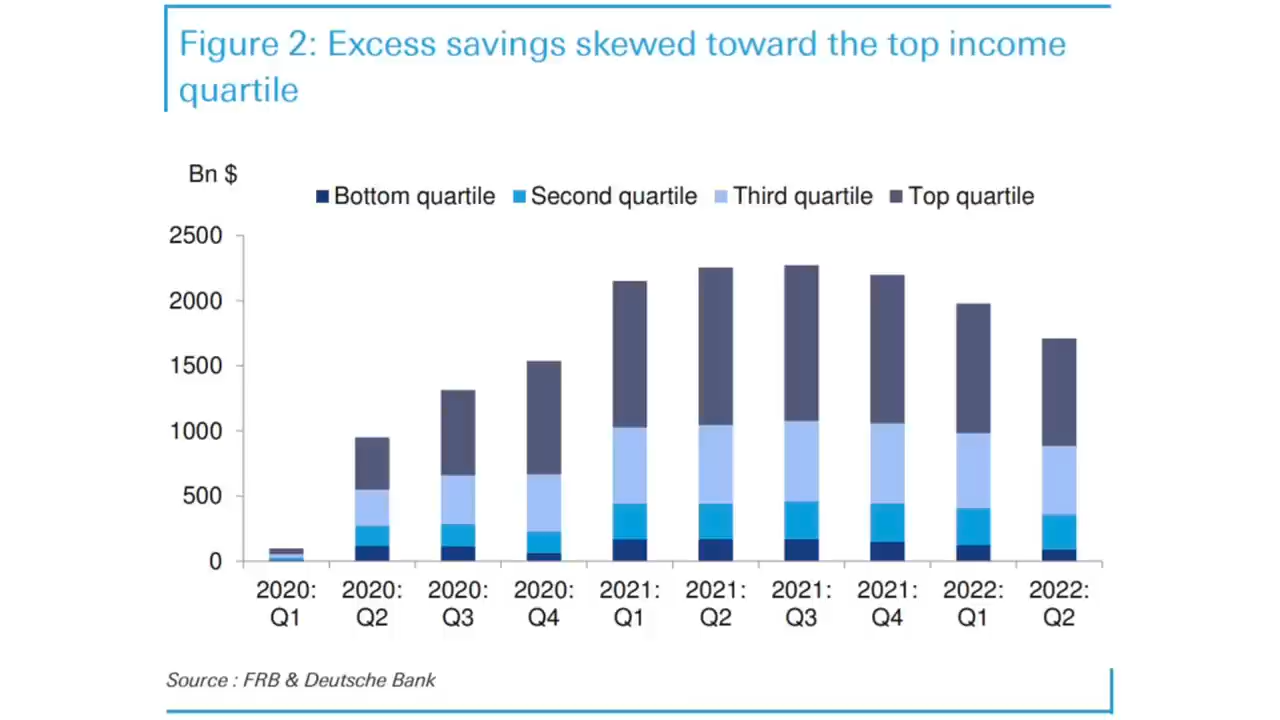 Figure 2: Excess savings skewed toward the top income
quartile
Bn $
Bottom quartile Second quartile Third quartile Top quartile
2500
2000
1500
1000
500
0
2020: 2020: 2020: 2020: 2021: 2021: 2021: 2021: 2022: 2022:
Q1 Q2 Q3 Q4 Q1 Q2 Q3 Q4 Q1 Q2
Source : FRB & Deutsche Bank